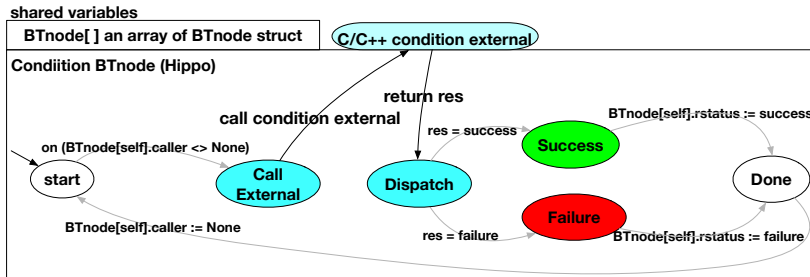 shared variables
BTnode[ ] an array of BTnode struct
C/C++ condition external
Condiition BTnode (Hippo)
return res
call condition external
BTnode[self].rstatus := success
res = success
on (BTnode[self].caller <> None)
Success
start
Call
External
Dispatch
Done
Failure
BTnode[self].caller := None
res = failure
BTnode[self].rstatus := failure